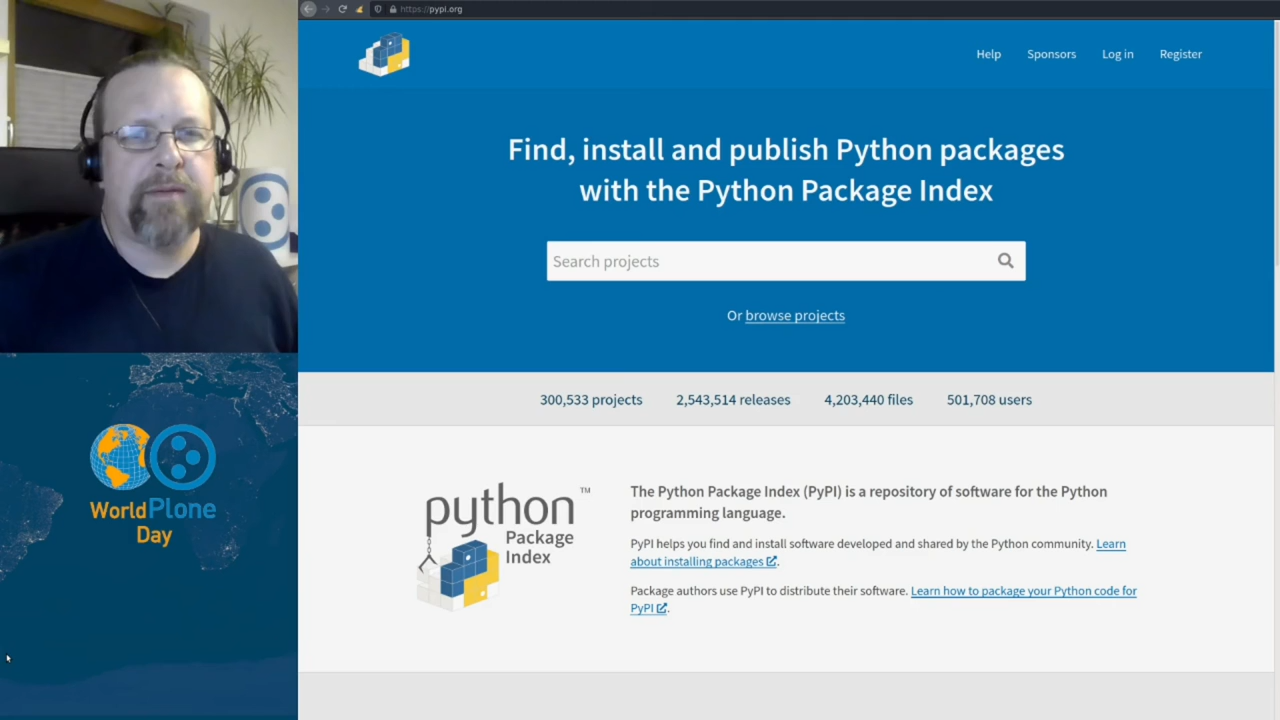 https://pypi.org
Help
Sponsors
Log in
Register
Find, install and publish Python packages
with the Python Package Index
Search projects
Or browse projects
300,533 projects
2,543,514 releases
4,203,440 files
501,708 users
python™
Package
Index
The Python Package Index (PyPI) is a repository of software for the Python
programming language.
PyPI helps you find and install software developed and shared by the Python community. Learn
about installing packages.
Package authors use PyPI to distribute their software. Learn how to package your Python code for
PyPI.
WorldPlone
Day